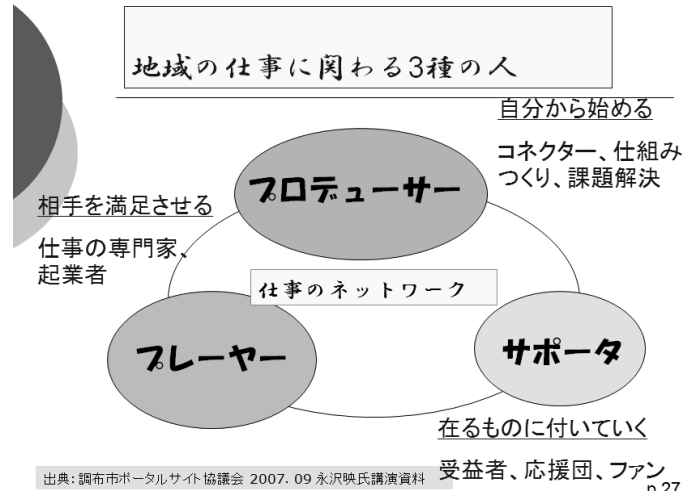 地域の仕事に関わる3種の人
自分から始める
コネクター、仕組み
つくり、課題解決
プロデューサー
相手を満足させる
仕事の専門家、
起業者
仕事のネットワーク
プレーヤー
サポータ
在るものに付いていく
受益者、応援団、ファン
出典：調布市ポータルサイト協議会 2007. 09 永沢映氏講演資料
p.27